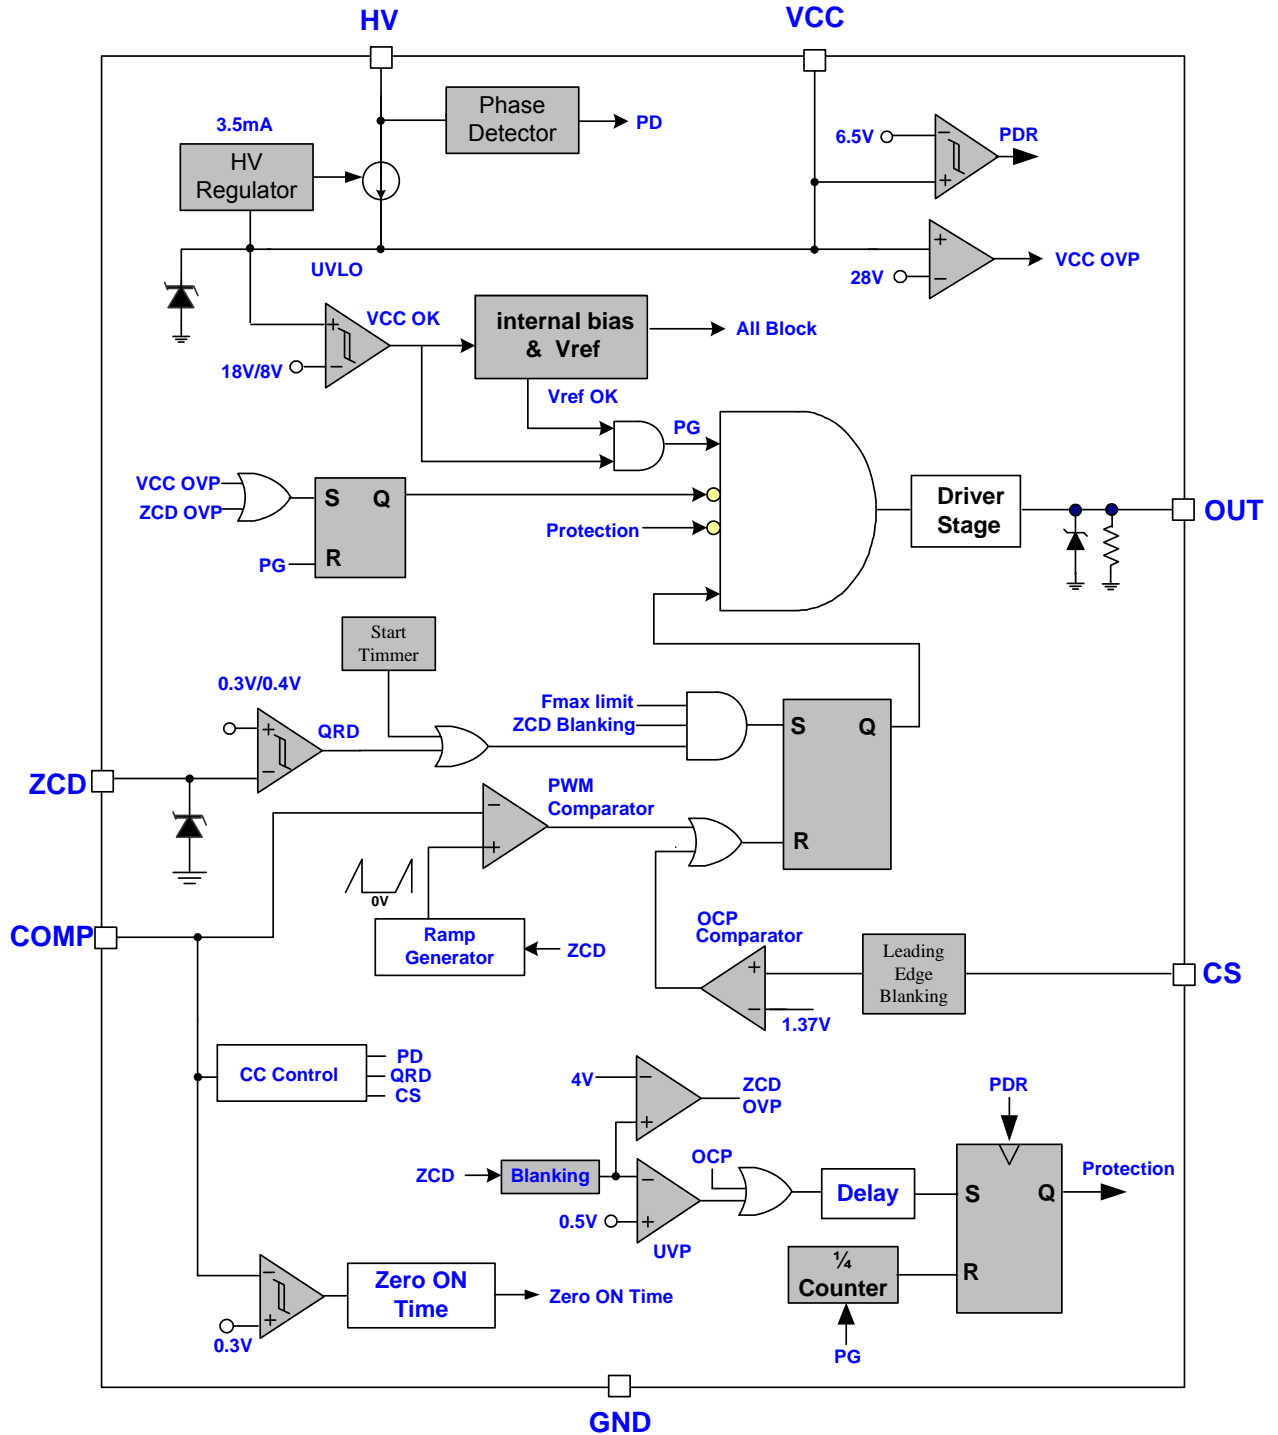 HV
VCC
Phase
Detector
PD
3.5mA
HV
Regulator
6.5V
−
+
PDR
UVLO
+
−
28V
VCC OVP
VCC OK
+
−
18V/8V
internal bias
& Vref
All Block
Vref OK
PG
VCC OVP
ZCD OVP
S
Q
R
PG
Protection
Driver
Stage
OUT
Start
Timmer
0.3V/0.4V
+
−
QRD
Fmax limit
ZCD Blanking
S
Q
R
ZCD
PWM
Comparator
−
+
0V
COMP
Ramp
Generator
ZCD
OCP
Comparator
+
−
1.37V
Leading
Edge
Blanking
CS
CC Control
PD
QRD
CS
4V
−
+
ZCD
OVP
ZCD
Blanking
−
+
0.5V
UVP
OCP
Delay
PDR
S
Q
R
Protection
¼
Counter
PG
−
+
0.3V
Zero ON
Time
Zero ON Time
GND